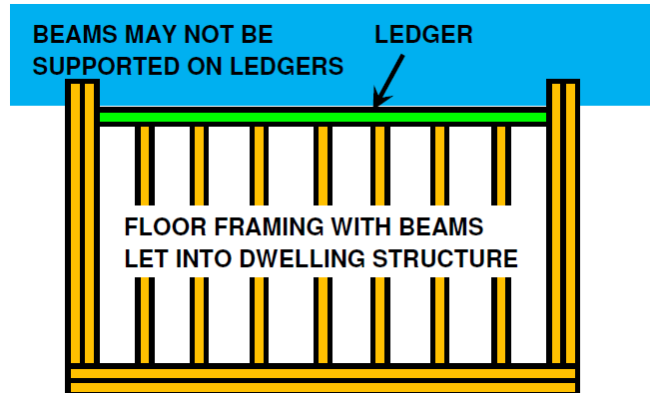 BEAMS MAY NOT BE
SUPPORTED ON LEDGERS
LEDGER
FLOOR FRAMING WITH BEAMS
LET INTO DWELLING STRUCTURE